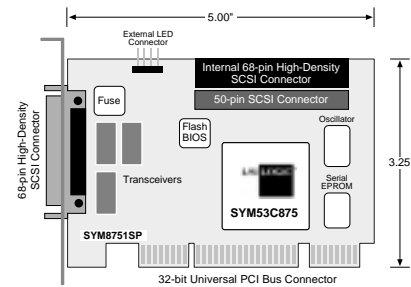 5.00"
External LED
Connector
Internal 68-pin High-Density
SCSI Connector
50-pin SCSI Connector
68-pin High-Density
SCSI Connector
Fuse
Flash
BIOS
Oscillator
3.25
Transceivers
LSI LOGIC
Serial
EPROM
SYM53C875
SYM8751SP
32-bit Universal PCI Bus Connector